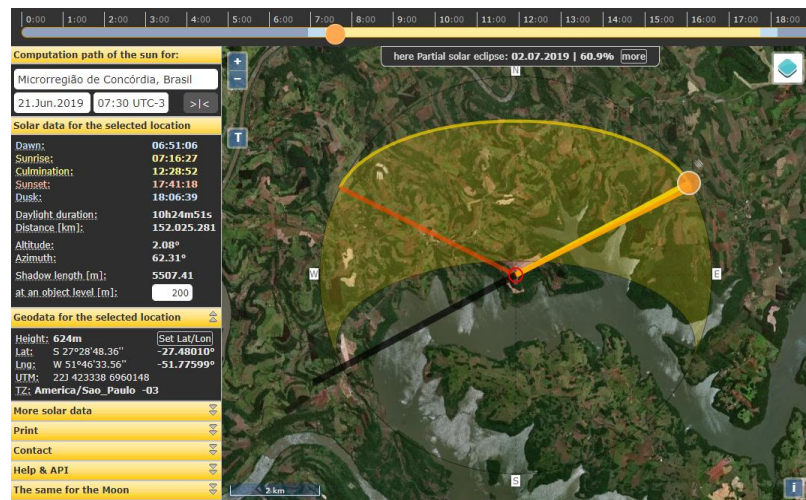 0:00 1:00 2:00 3:00 4:00 5:00 6:00 7:00 8:00 9:00 10:00 11:00 12:00 13:00 14:00 15:00 16:00 17:00 18:00
Computation path of the sun for:
Microrregião de Concórdia, Brasil
21.Jun.2019 07:30 UTC-3 >|<
Solar data for the selected location
Dawn: 06:51:06
Sunrise: 07:16:27
Culmination: 12:28:52
Sunset: 17:41:18
Dusk: 18:06:39
Daylight duration: 10h24m51s
Distance [km]: 152.025.281
Altitude: 2.08°
Azimuth: 62.31°
Shadow length [m]: 5507.41
at an object level [m]: 200
Geodata for the selected location
Height: 624m Set Lat/Lon
Lat: S 27°28'48.36'' -27.48010°
Lng: W 51°46'33.56'' -51.77599°
UTM: 22J 423338 6960148
TZ: America/Sao_Paulo -03
More solar data
Print
Contact
Help & API
The same for the Moon
+
−
T
here Partial solar eclipse: 02.07.2019 | 60.9% more
N
W
E
S
2 km
i